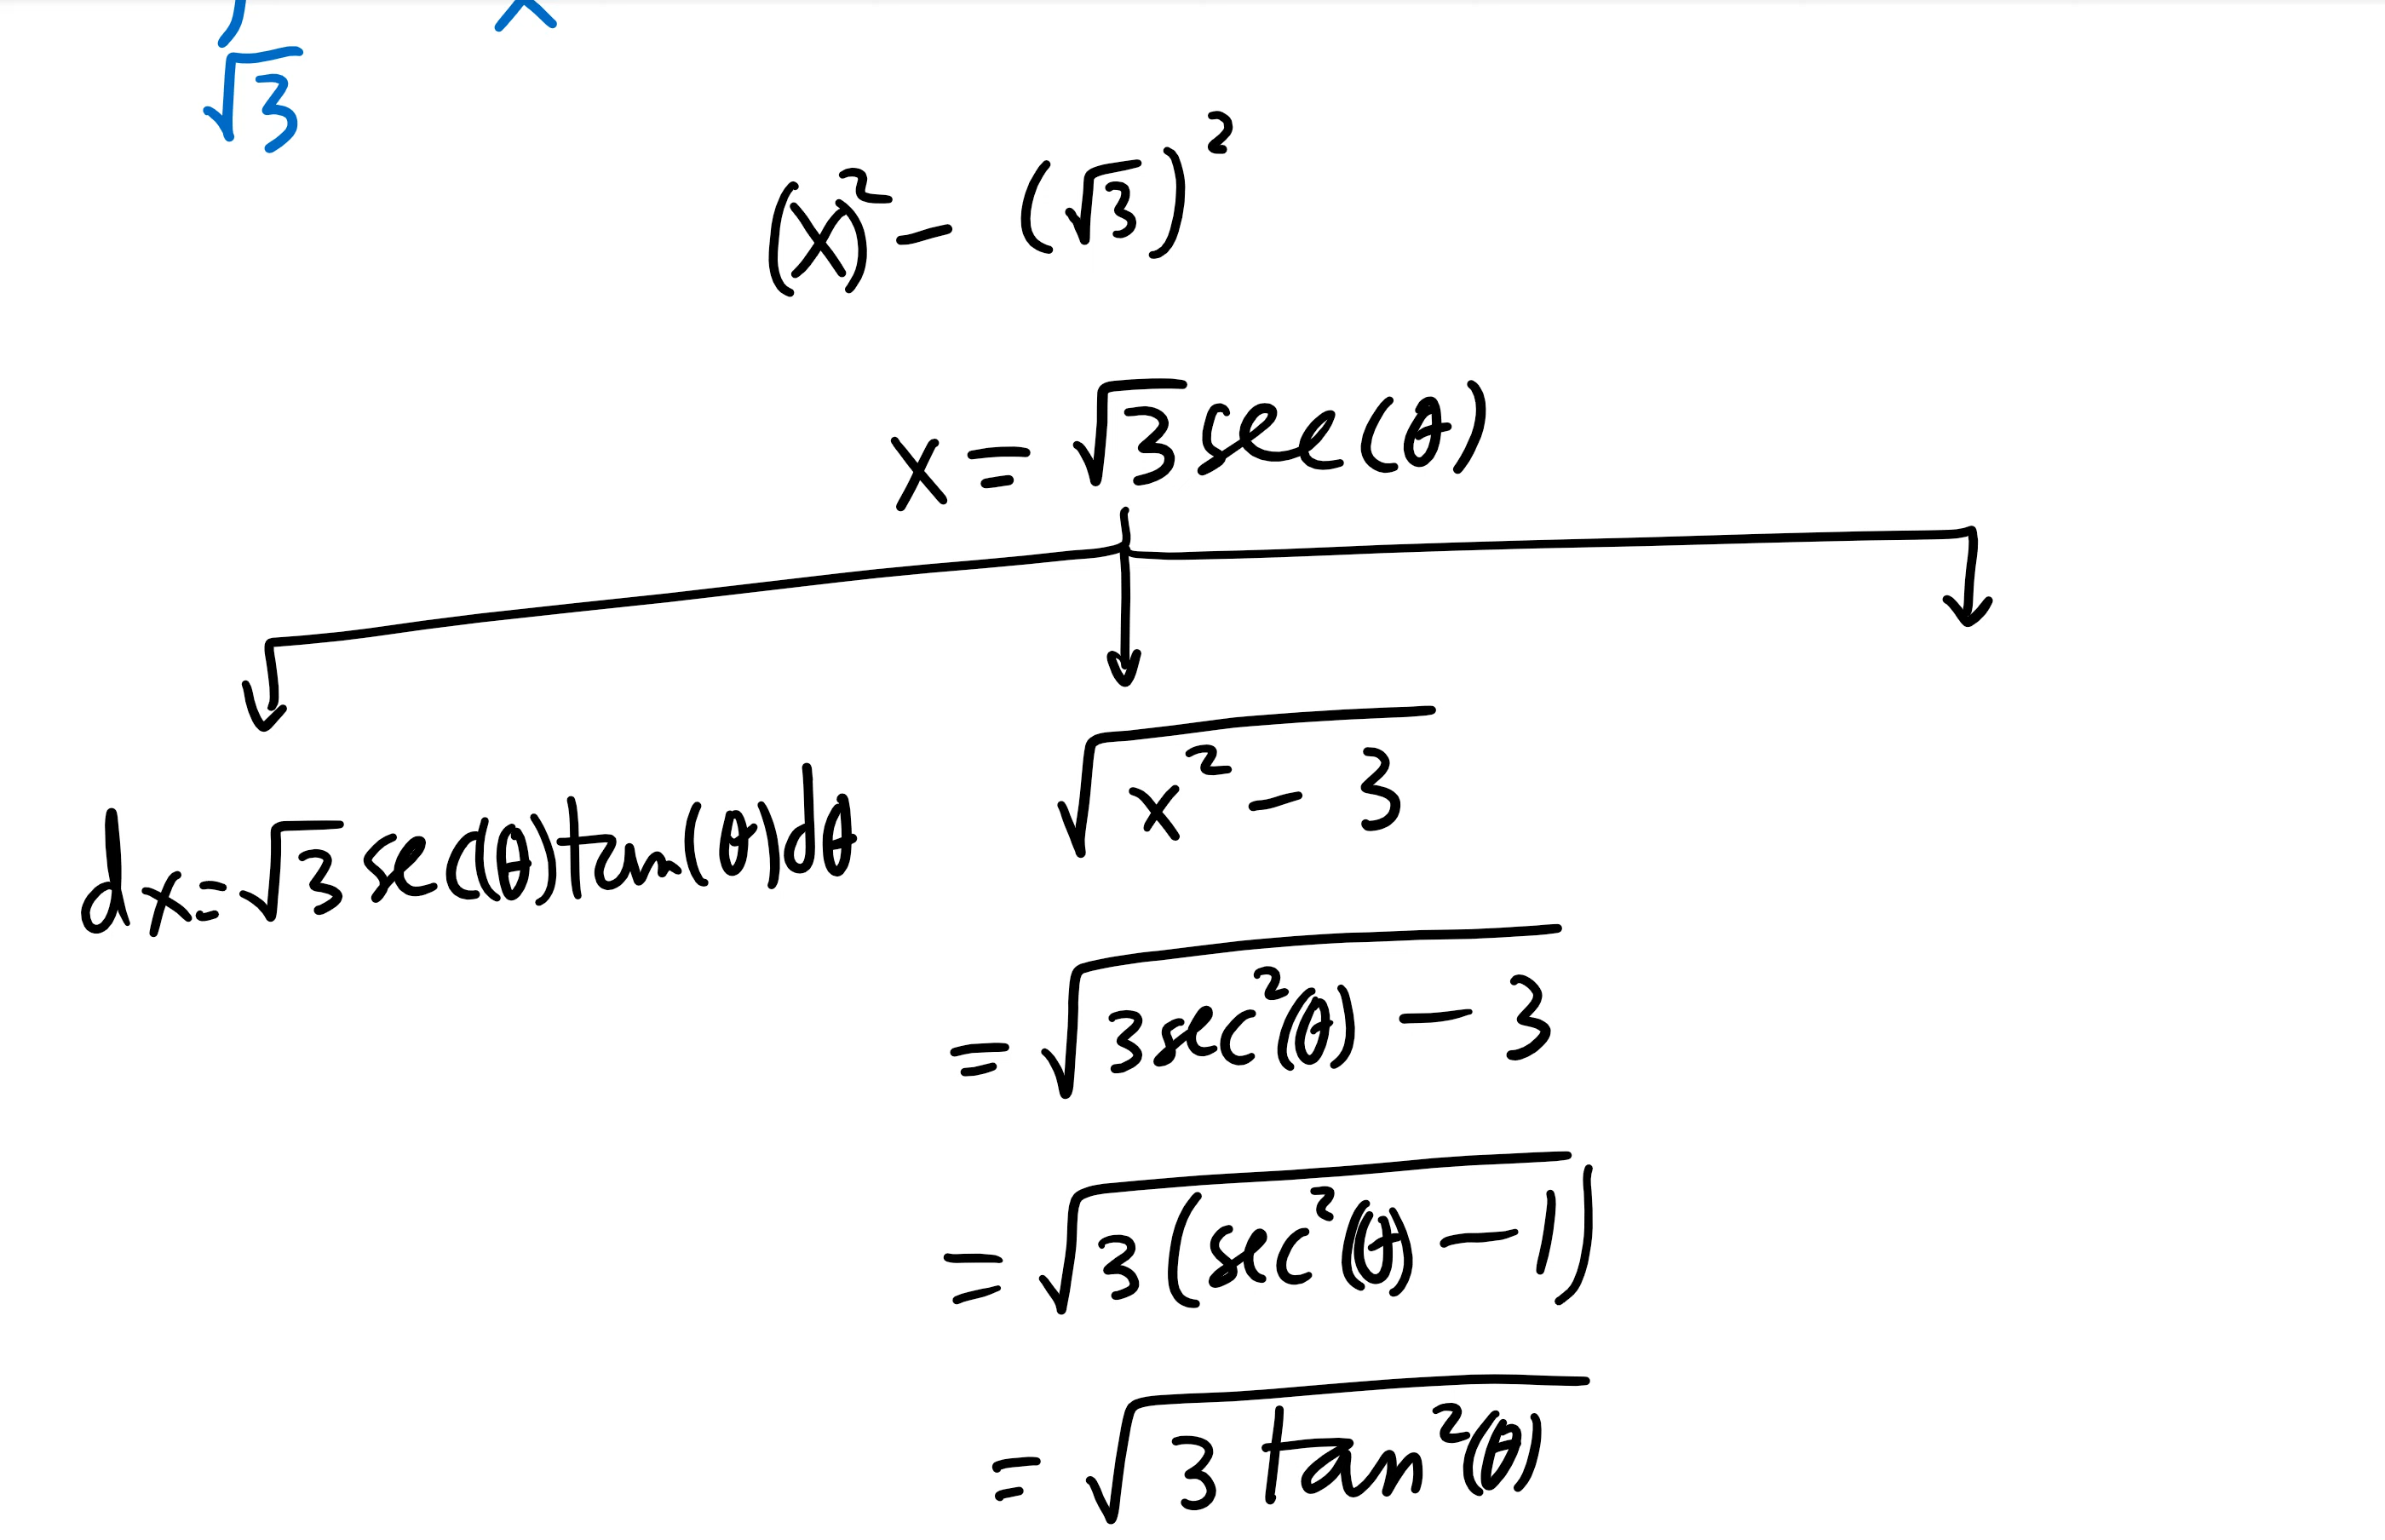 √3
(x)² - (√3)²
x = √3 sec(θ)
dx = √3 sec(θ)tan(θ)dθ
√(x² - 3)
= √(3sec²(θ) - 3)
= √(3(sec²(θ) - 1))
= √(3 tan²(θ))